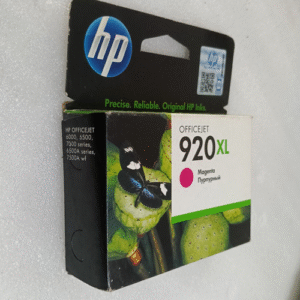 hp
Precise. Reliable. Original HP Inks.
HP OFFICEJET
6000, 6500,
7000 series,
6500A series,
7500A wf
OFFICEJET
920XL
Magenta
Пурпурный